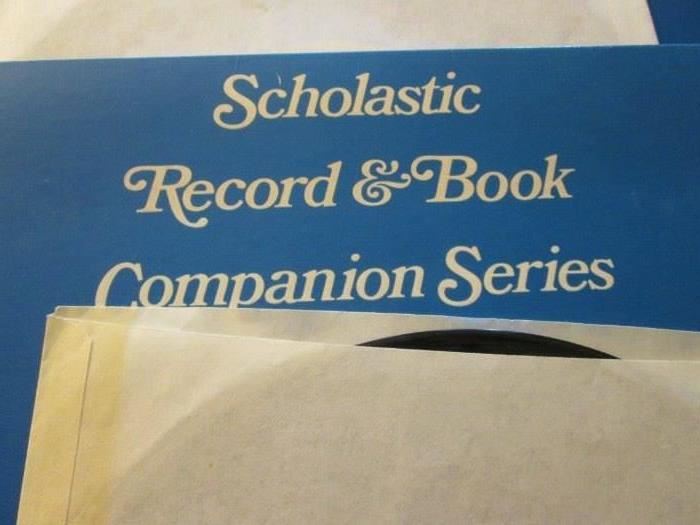 Scholastic
Record & Book
Companion Series